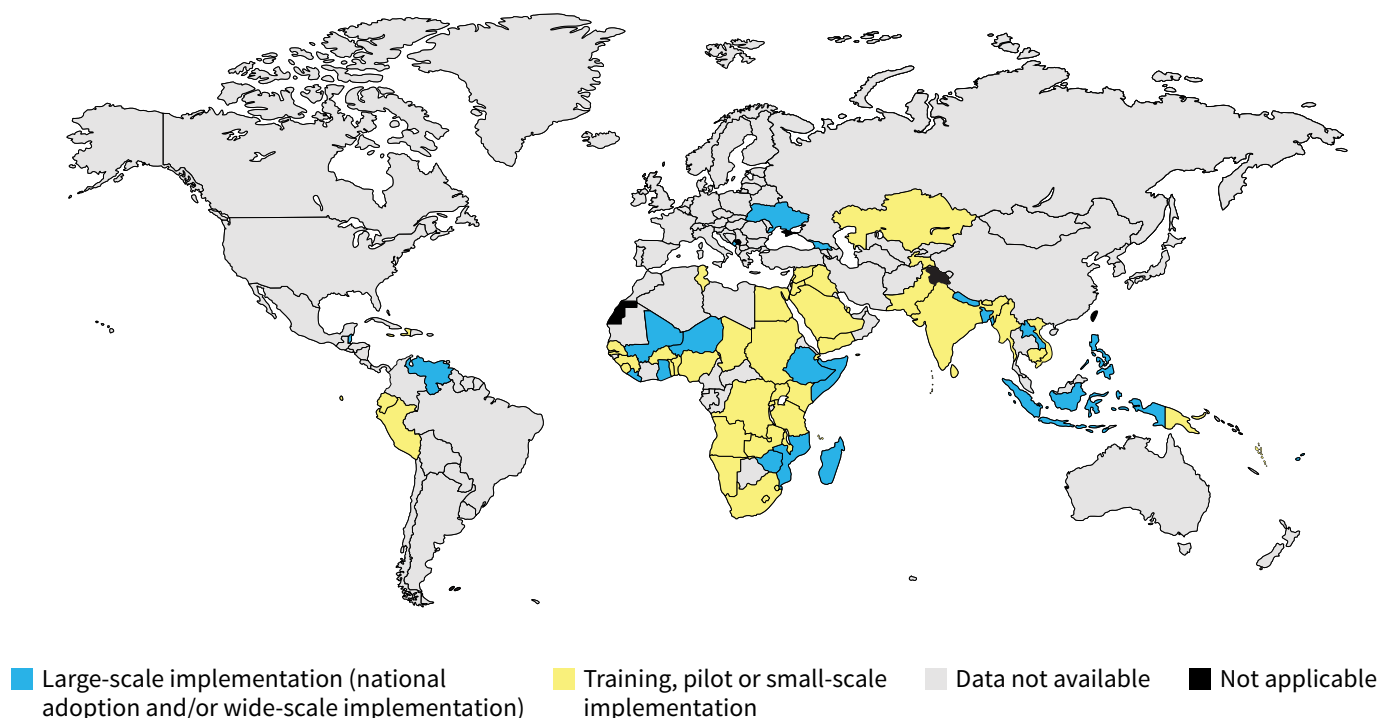 Large-scale implementation (national
adoption and/or wide-scale implementation)
Training, pilot or small-scale
implementation
Data not available
Not applicable